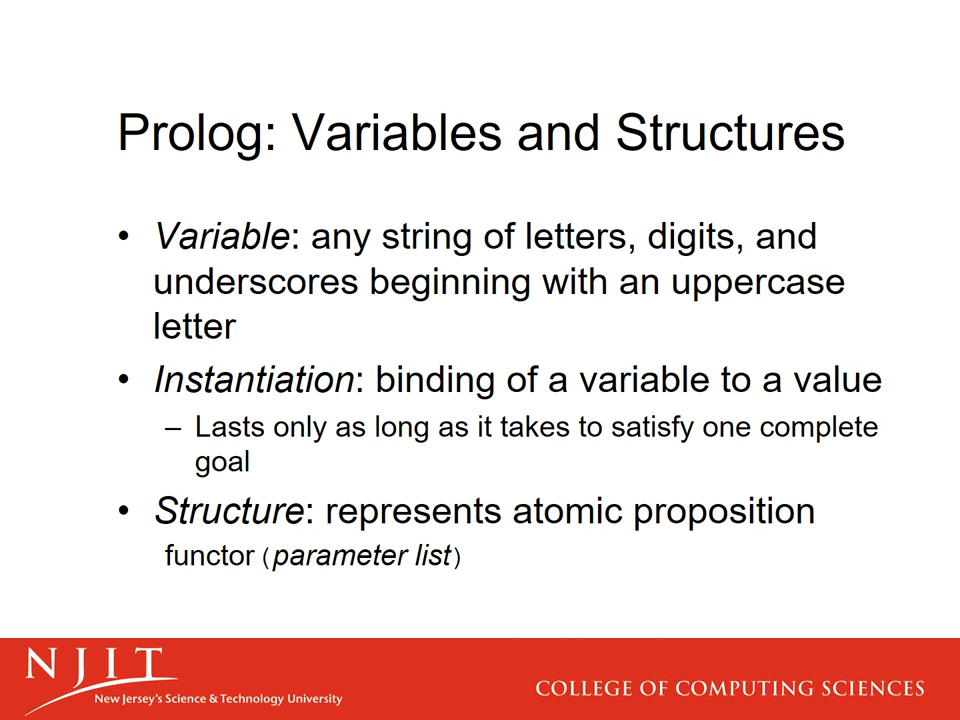 Prolog: Variables and Structures
• Variable: any string of letters, digits, and
underscores beginning with an uppercase
letter
• Instantiation: binding of a variable to a value
– Lasts only as long as it takes to satisfy one complete
goal
• Structure: represents atomic proposition
functor (parameter list)
NJIT
New Jersey's Science & Technology University
COLLEGE OF COMPUTING SCIENCES